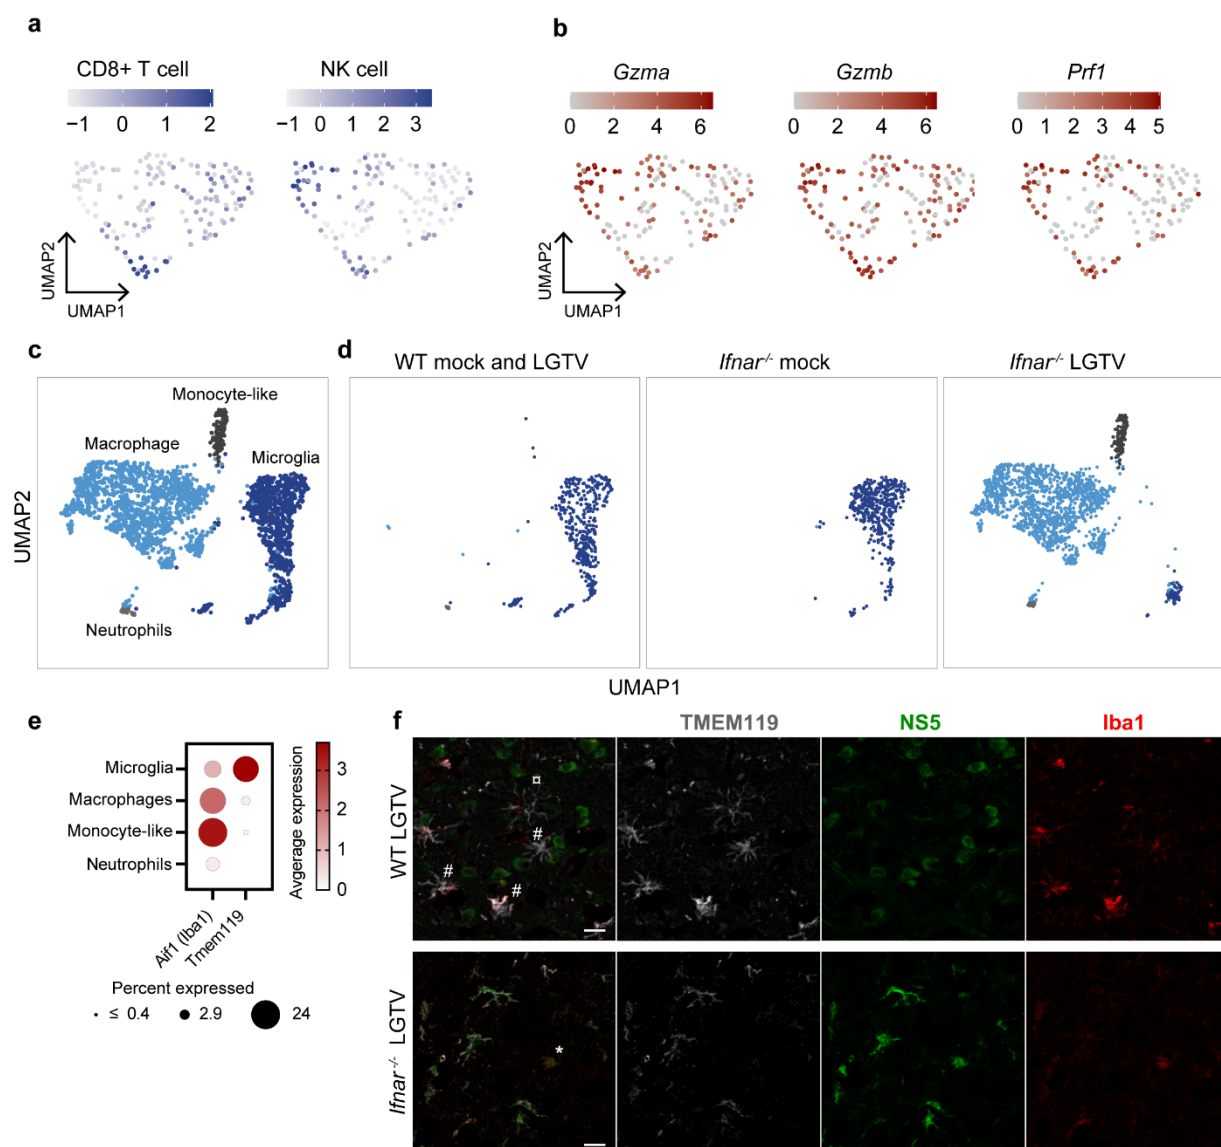 a
CD8+ T cell
NK cell
−1 0 1 2
−1 0 1 2 3
UMAP2
UMAP1
b
Gzma
Gzmb
Prf1
0 2 4 6
0 2 4 6
0 1 2 3 4 5
UMAP2
UMAP1
c
Monocyte-like
Macrophage
Microglia
Neutrophils
UMAP2
d
WT mock and LGTV
Ifnar-/- mock
Ifnar-/- LGTV
UMAP1
e
Microglia
Macrophages
Monocyte-like
Neutrophils
Aif1 (Iba1)
Tmem119
Avgerage expression
3
2
1
0
Percent expressed
≤ 0.4 2.9 24
f
TMEM119
NS5
Iba1
WT LGTV
¤
#
#
#
Ifnar-/- LGTV
*